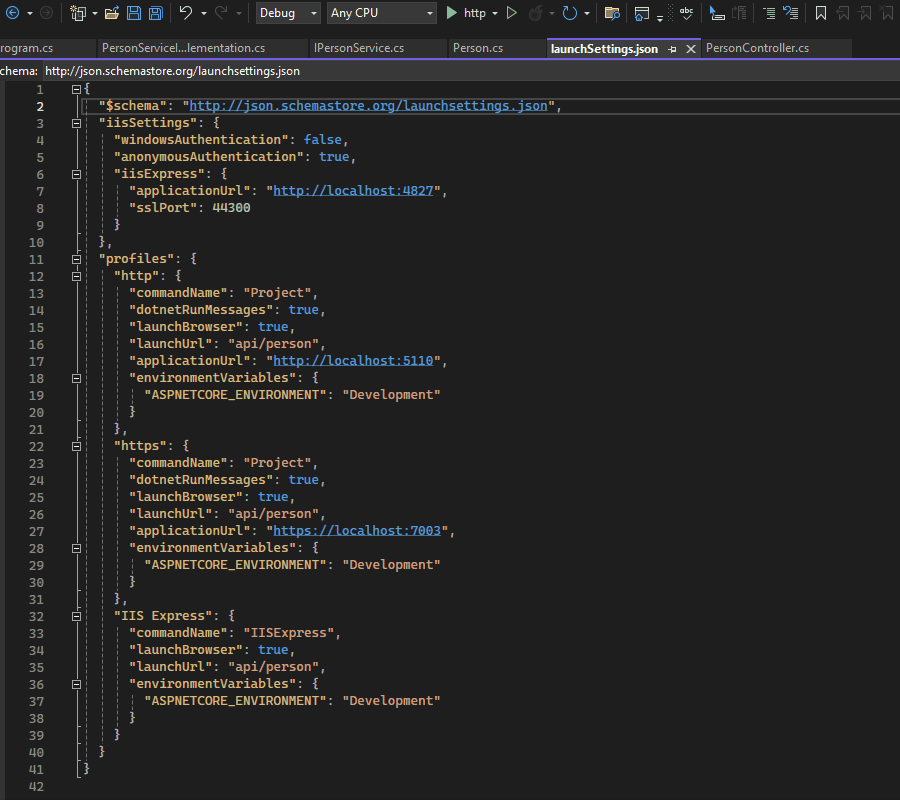 Debug Any CPU http
rogram.cs PersonServiceI...lementation.cs IPersonService.cs Person.cs launchSettings.json PersonController.cs
chema: http://json.schemastore.org/launchsettings.json
1 {
2 "$schema": "http://json.schemastore.org/launchsettings.json",
3 "iisSettings": {
4 "windowsAuthentication": false,
5 "anonymousAuthentication": true,
6 "iisExpress": {
7 "applicationUrl": "http://localhost:4827",
8 "sslPort": 44300
9 }
10 },
11 "profiles": {
12 "http": {
13 "commandName": "Project",
14 "dotnetRunMessages": true,
15 "launchBrowser": true,
16 "launchUrl": "api/person",
17 "applicationUrl": "http://localhost:5110",
18 "environmentVariables": {
19 "ASPNETCORE_ENVIRONMENT": "Development"
20 }
21 },
22 "https": {
23 "commandName": "Project",
24 "dotnetRunMessages": true,
25 "launchBrowser": true,
26 "launchUrl": "api/person",
27 "applicationUrl": "https://localhost:7003",
28 "environmentVariables": {
29 "ASPNETCORE_ENVIRONMENT": "Development"
30 }
31 },
32 "IIS Express": {
33 "commandName": "IISExpress",
34 "launchBrowser": true,
35 "launchUrl": "api/person",
36 "environmentVariables": {
37 "ASPNETCORE_ENVIRONMENT": "Development"
38 }
39 }
40 }
41 }
42